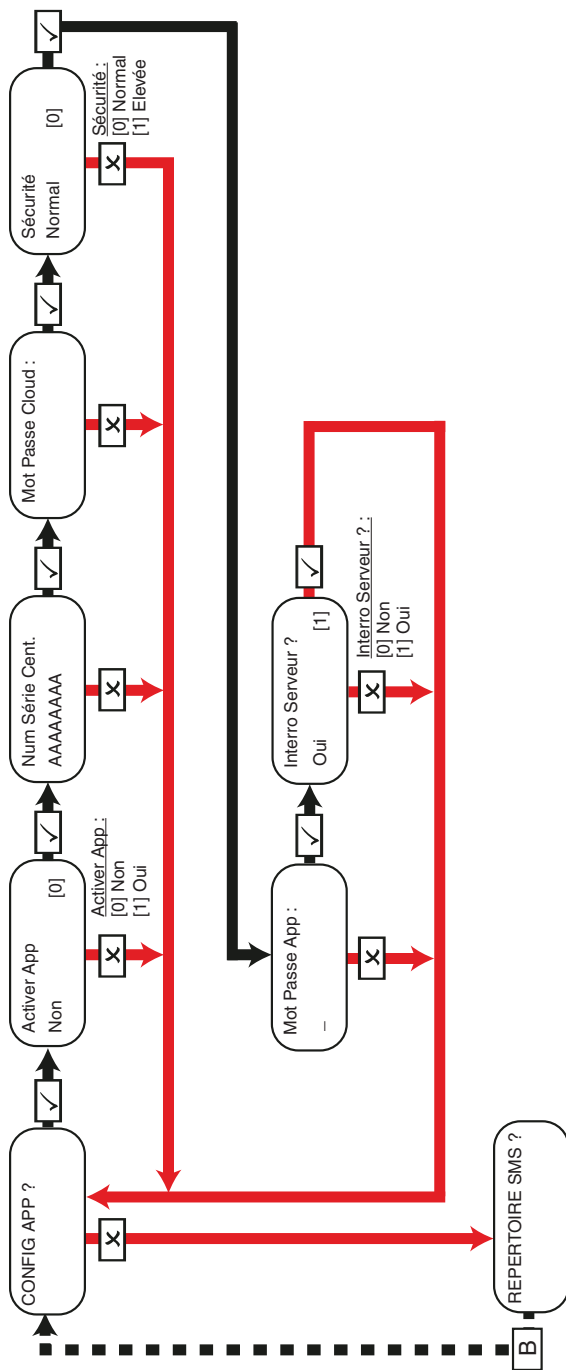 CONFIG APP ?
Activer App
Non [0]
Activer App :
[0] Non
[1] Oui
Num Série Cent.
AAAAAAAA
Mot Passe Cloud :
Sécurité
Normal [0]
Sécurité :
[0] Normal
[1] Elevée
Mot Passe App :
_
Interro Serveur ?
Oui [1]
Interro Serveur ? :
[0] Non
[1] Oui
B
REPERTOIRE SMS ?